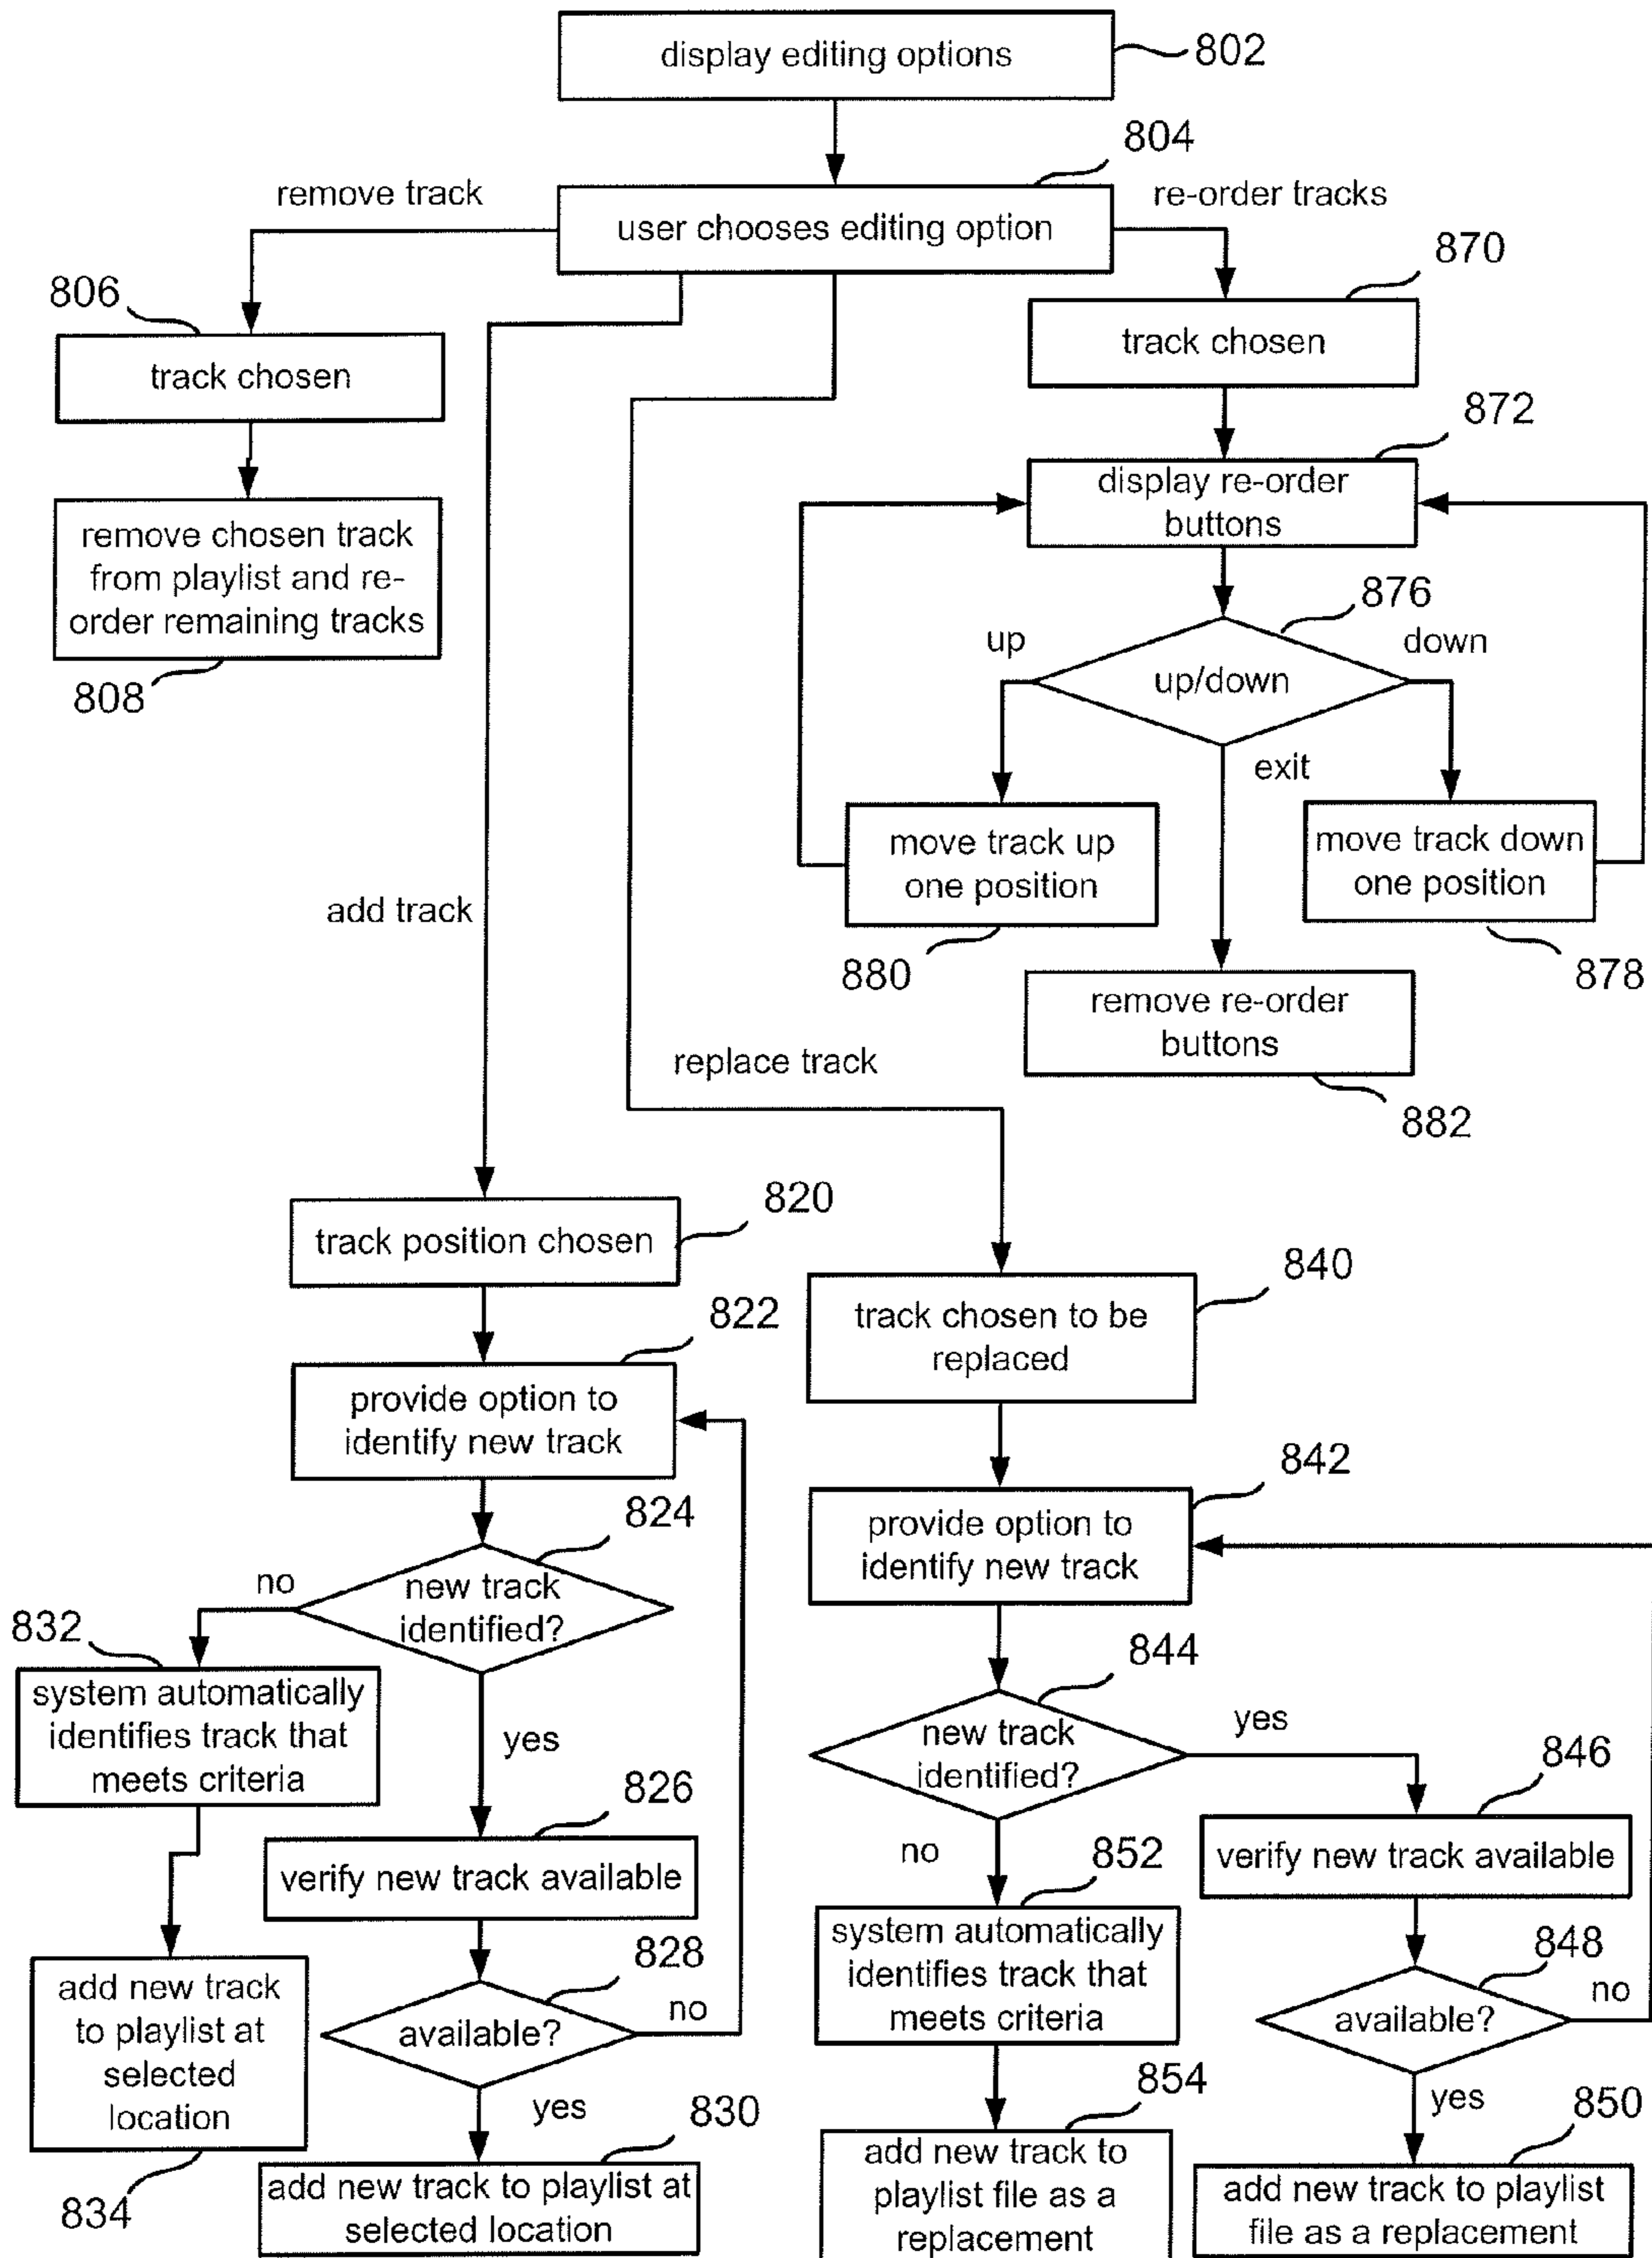 display editing options
802
804
remove track
re-order tracks
user chooses editing option
870
806
track chosen
track chosen
872
display re-order
buttons
remove chosen track
from playlist and re-
order remaining tracks
808
876
up
down
up/down
exit
move track up
one position
move track down
one position
add track
880
878
remove re-order
buttons
replace track
882
820
track position chosen
840
822
track chosen to be
replaced
provide option to
identify new track
842
824
provide option to
identify new track
no
new track
identified?
832
844
system automatically
identifies track that
meets criteria
yes
new track
identified?
yes
846
826
verify new track available
no
852
verify new track available
828
848
add new track
to playlist at
selected
location
available?
no
system automatically
identifies track that
meets criteria
available?
no
854
yes
830
yes
850
834
add new track to playlist at
selected location
add new track to
playlist file as a
replacement
add new track to playlist
file as a replacement